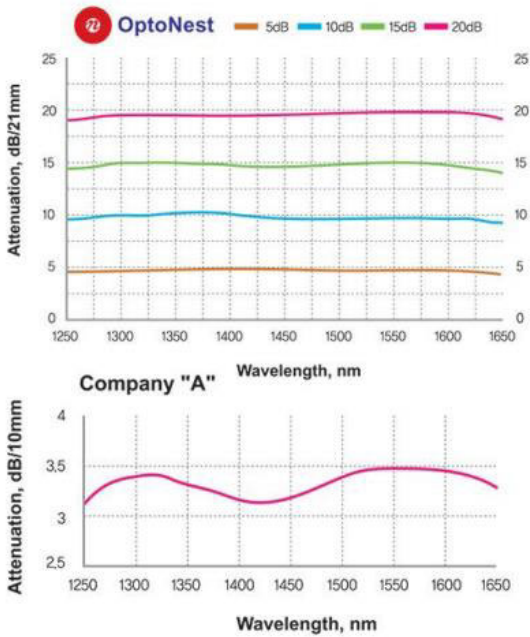 OptoNest 5dB 10dB 15dB 20dB
Attenuation, dB/21mm
25 25
20 20
15 15
10 10
5 5
0 0
1250 1300 1350 1400 1450 1500 1550 1600 1650
Wavelength, nm
Company "A"
Attenuation, dB/10mm
4
3,5
3
2,5
1250 1300 1350 1400 1450 1500 1550 1600 1650
Wavelength, nm